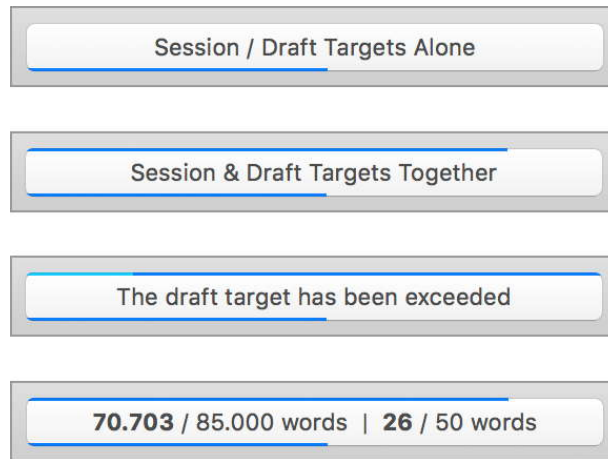 Session / Draft Targets Alone
Session & Draft Targets Together
The draft target has been exceeded
70.703 / 85.000 words | 26 / 50 words